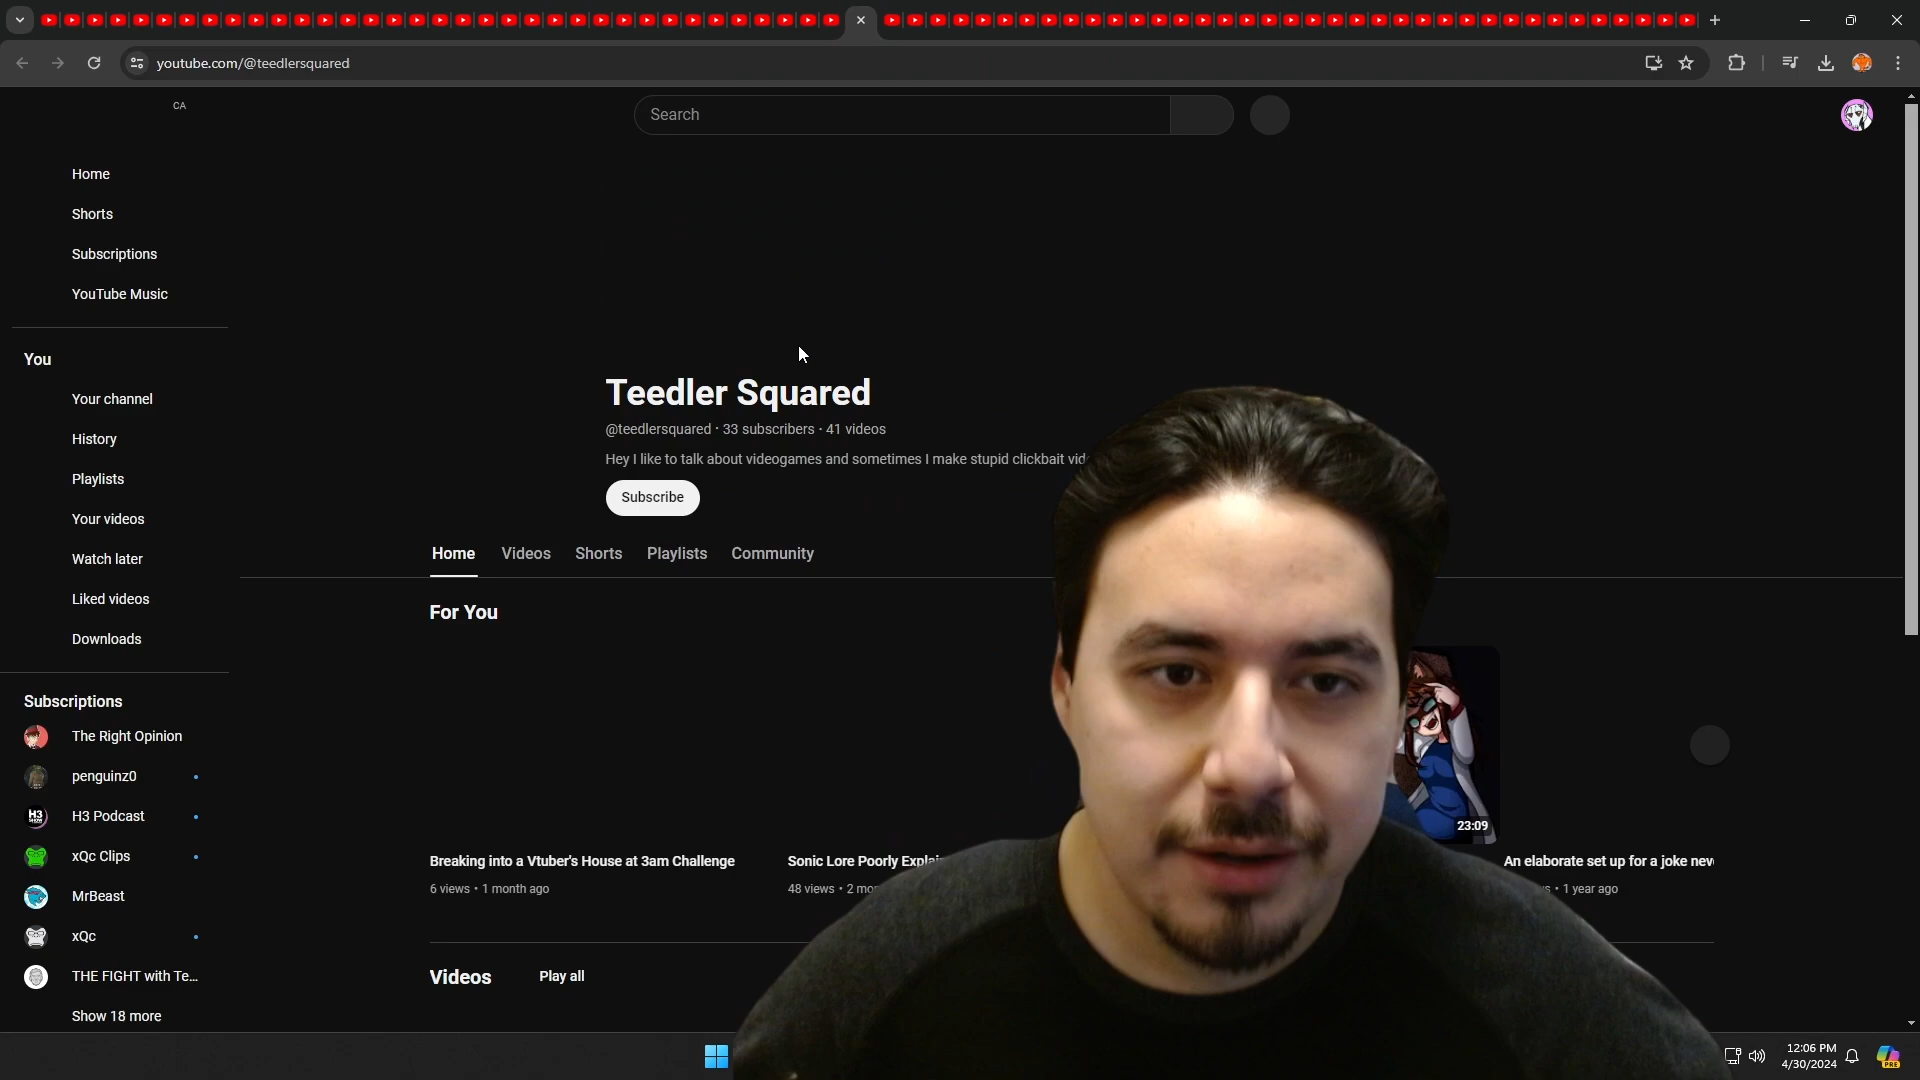 youtube.com/@teedlersquared
CA
Search
Home
Shorts
Subscriptions
YouTube Music
You
Your channel
History
Playlists
Your videos
Watch later
Liked videos
Downloads
Subscriptions
The Right Opinion
penguinz0
H3 Podcast
xQc Clips
MrBeast
xQc
THE FIGHT with Te...
Show 18 more
Teedler Squared
@teedlersquared · 33 subscribers · 41 videos
Hey I like to talk about videogames and sometimes I make stupid clickbait
Subscribe
Home Videos Shorts Playlists Community
For You
23:09
Breaking into a Vtuber's House at 3am Challenge
6 views · 1 month ago
Sonic Lore Poorly
48 views · 2
An elaborate set up for a joke
· 1 year ago
Videos Play all
12:06 PM
4/30/2024
PRE